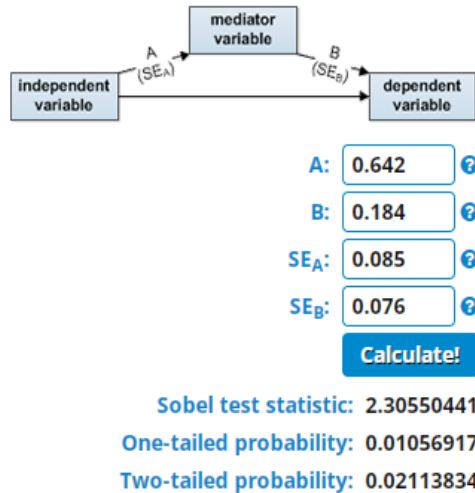 mediator
variable
A
(SEA)
B
(SEB)
independent
variable
dependent
variable
A: 0.642
B: 0.184
SEA: 0.085
SEB: 0.076
Calculate!
Sobel test statistic: 2.30550441
One-tailed probability: 0.01056917
Two-tailed probability: 0.02113834